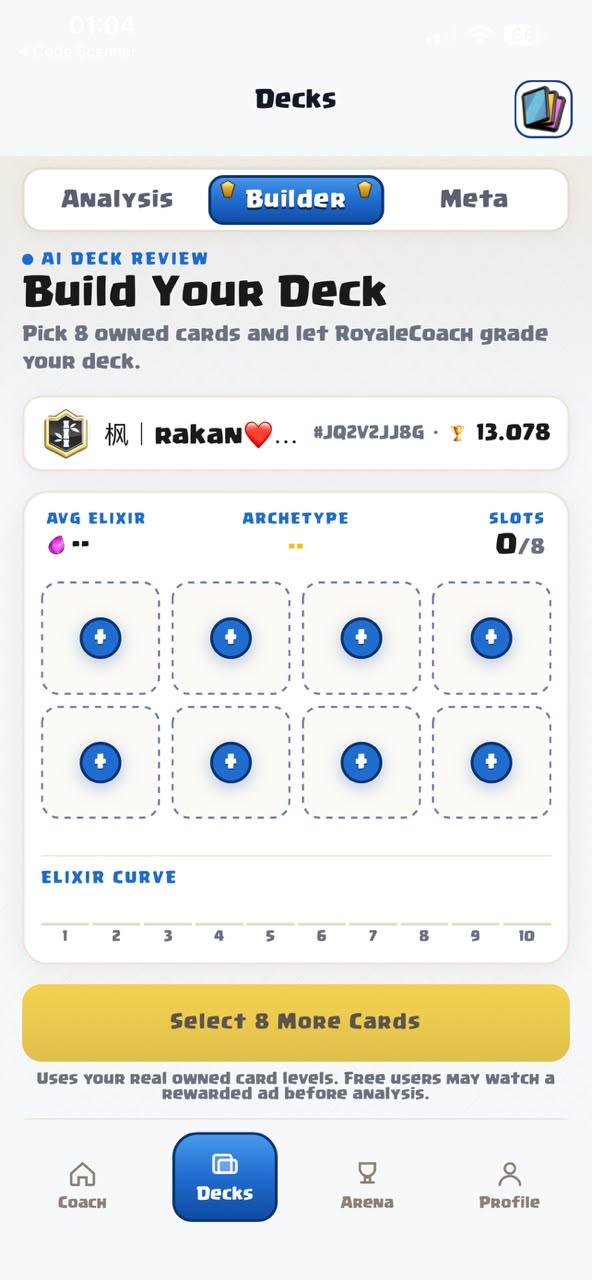 01:04
◀ Code Scanner
68
Decks
Analysis
Builder
Meta
AI DECK REVIEW
Build Your Deck
Pick 8 owned cards and let RoyaleCoach grade
your deck.
枫｜RakaN❤️... #JQ2V2JJ8G · 🏆 13.078
AVG ELIXIR
ARCHETYPE
SLOTS
--
--
0/8
ELIXIR CURVE
1 2 3 4 5 6 7 8 9 10
Select 8 More Cards
Uses your real owned card levels. Free users may watch a
rewarded ad before analysis.
Coach
Decks
Arena
Profile